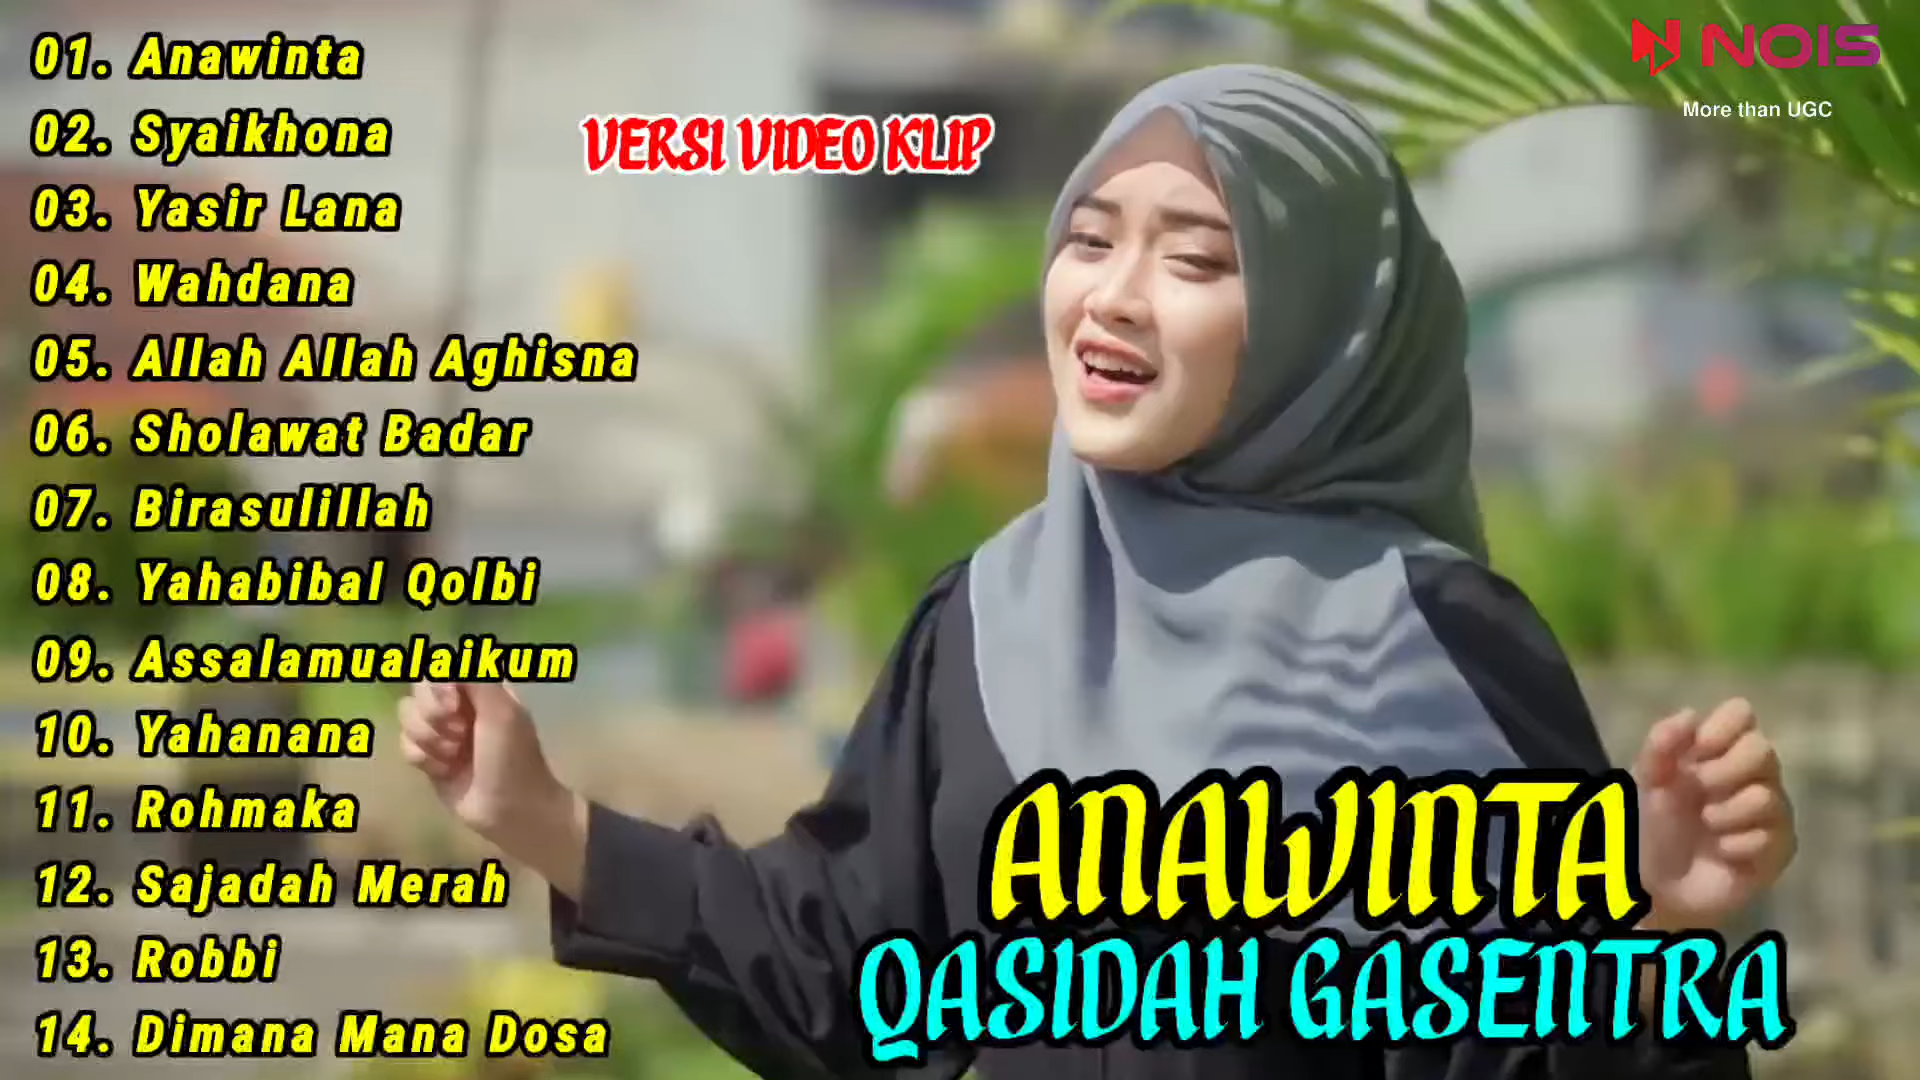 01. Anawinta
02. Syaikhona
03. Yasir Lana
04. Wahdana
05. Allah Allah Aghisna
06. Sholawat Badar
07. Birasulillah
08. Yahabibal Qolbi
09. Assalamualaikum
10. Yahanana
11. Rohmaka
12. Sajadah Merah
13. Robbi
14. Dimana Mana Dosa
VERSI VIDEO KLIP
NOIS
More than UGC
ANAWINTA
QASIDAH GASENTRA